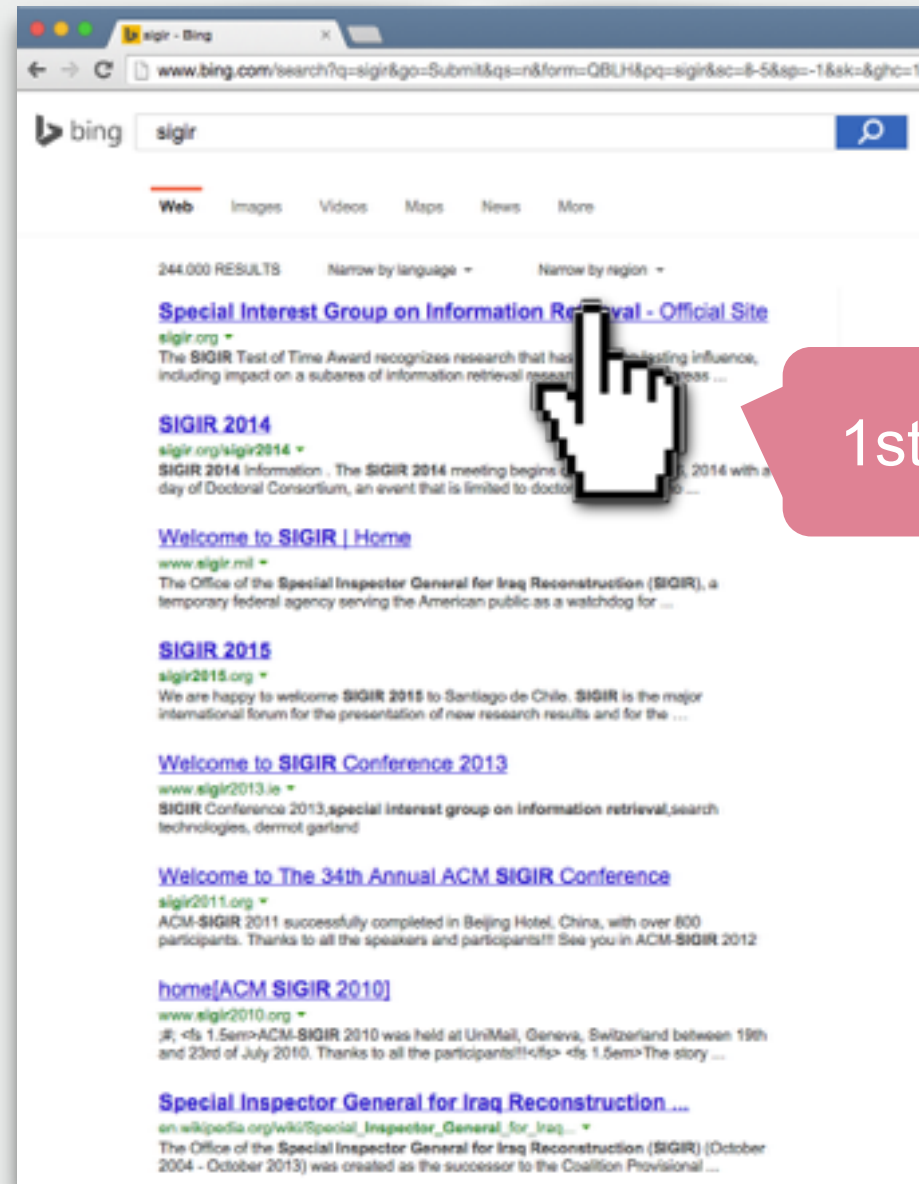 sigir - Bing
www.bing.com/search?q=sigir&go=Submit&qs=n&form=QBLH&pq=sigir&sc=8-5&sp=-1&sk=&ghc=1
bing sigir
Web Images Videos Maps News More
244.000 RESULTS Narrow by language Narrow by region
Special Interest Group on Information Re val - Official Site
sigir.org
The SIGIR Test of Time Award recognizes research that has influence,
including impact on a subarea of information retrieval ...
1st
SIGIR 2014
sigir.org/sigir2014
SIGIR 2014 Information . The SIGIR 2014 meeting begins , 2014 with a
day of Doctoral Consortium, an event that is limited to ...
Welcome to SIGIR | Home
www.sigir.mil
The Office of the Special Inspector General for Iraq Reconstruction (SIGIR), a
temporary federal agency serving the American public as a watchdog for ...
SIGIR 2015
sigir2015.org
We are happy to welcome SIGIR 2015 to Santiago de Chile. SIGIR is the major
international forum for the presentation of new research results and for the ...
Welcome to SIGIR Conference 2013
www.sigir2013.ie
SIGIR Conference 2013,special interest group on information retrieval,search
technologies, dermot garland
Welcome to The 34th Annual ACM SIGIR Conference
sigir2011.org
ACM-SIGIR 2011 successfully completed in Beijing Hotel, China, with over 800
participants. Thanks to all the speakers and participants!!! See you in ACM-SIGIR 2012
home[ACM SIGIR 2010]
www.sigir2010.org
;#; <fs 1.5em>ACM-SIGIR 2010 was held at UniMail, Geneva, Switzerland between 19th
and 23rd of July 2010. Thanks to all the participants!!!</fs> <fs 1.5em>The story ...
Special Inspector General for Iraq Reconstruction ...
en.wikipedia.org/wiki/Special_Inspector_General_for_Iraq...
The Office of the Special Inspector General for Iraq Reconstruction (SIGIR) (October
2004 - October 2013) was created as the successor to the Coalition Provisional ...